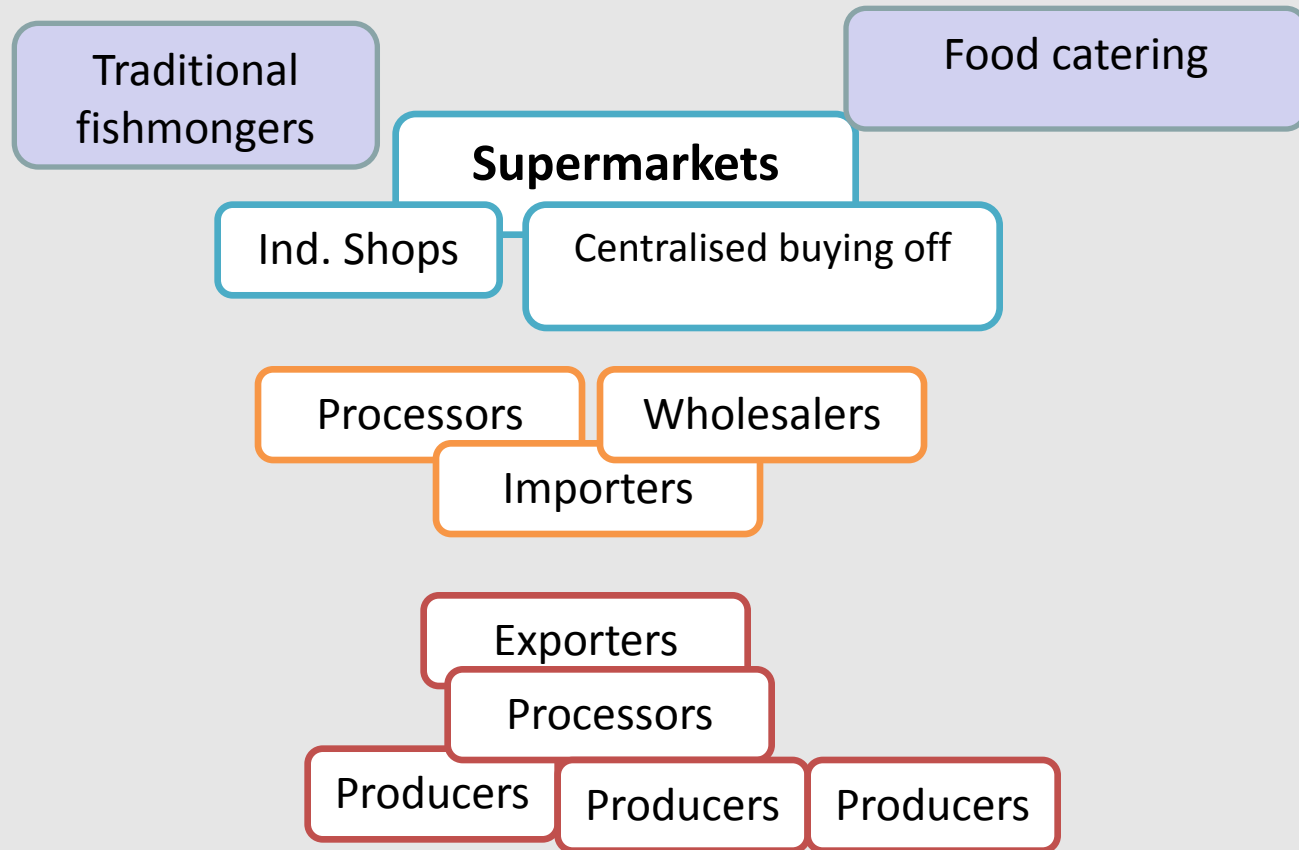 Traditional
fishmongers
Food catering
Supermarkets
Ind. Shops
Centralised buying off
Processors
Wholesalers
Importers
Exporters
Processors
Producers
Producers
Producers